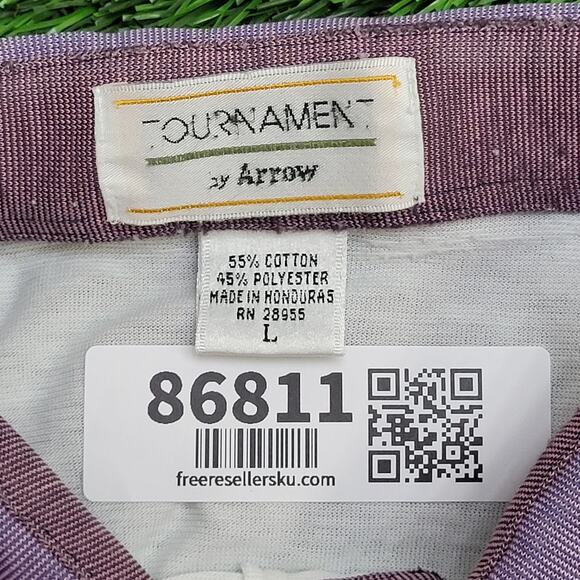 TOURNAMENT
by Arrow
55% COTTON
45% POLYESTER
MADE IN HONDURAS
RN 28955
L
86811
freeresellersku.com